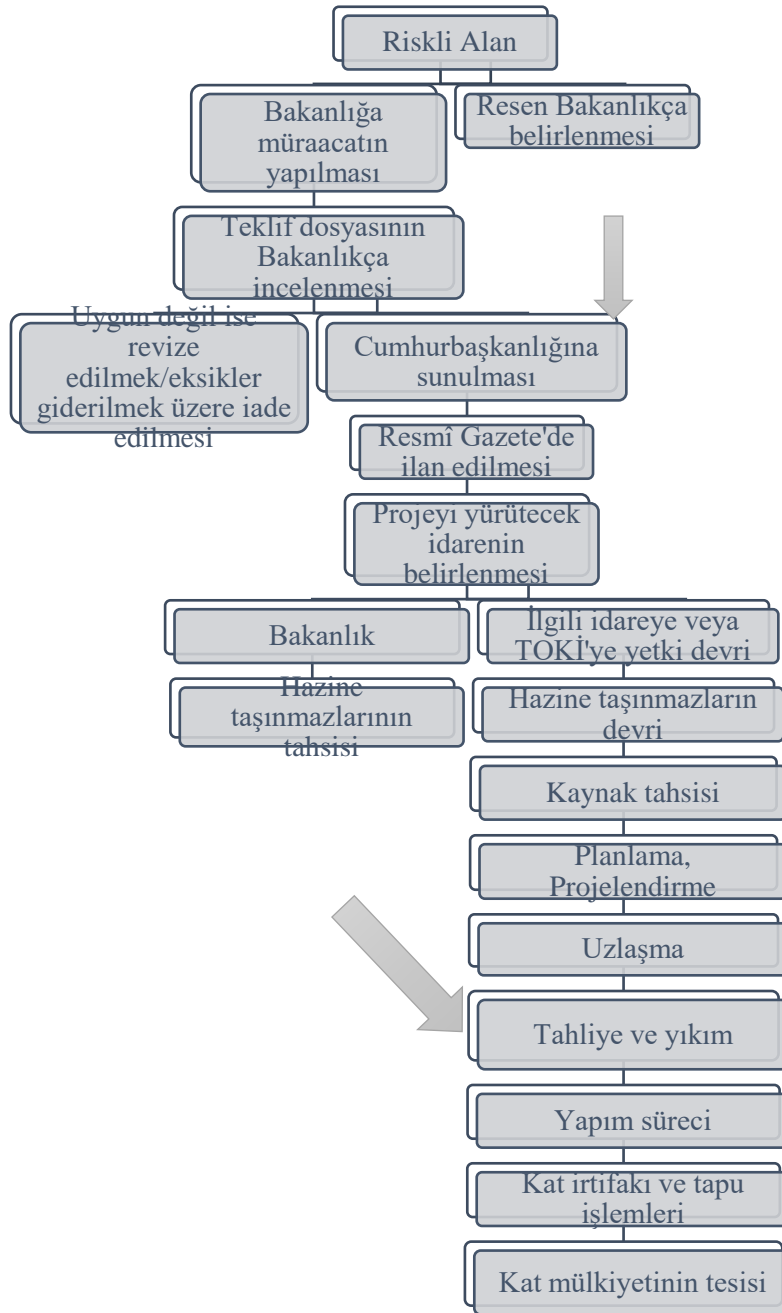 Riskli Alan
Bakanlığa
müraacatın
yapılması
Resen Bakanlıkça
belirlenmesi
Teklif dosyasının
Bakanlıkça
incelenmesi
Uygun değil ise
revize
edilmek/eksikler
giderilmek üzere iade
edilmesi
Cumhurbaşkanlığına
sunulması
Resmî Gazete'de
ilan edilmesi
Projeyi yürütecek
idarenin
belirlenmesi
Bakanlık
İlgili idareye veya
TOKİ'ye yetki devri
Hazine
taşınmazlarının
tahsisi
Hazine taşınmazların
devri
Kaynak tahsisi
Planlama,
Projelendirme
Uzlaşma
Tahliye ve yıkım
Yapım süreci
Kat irtifakı ve tapu
işlemleri
Kat mülkiyetinin tesisi